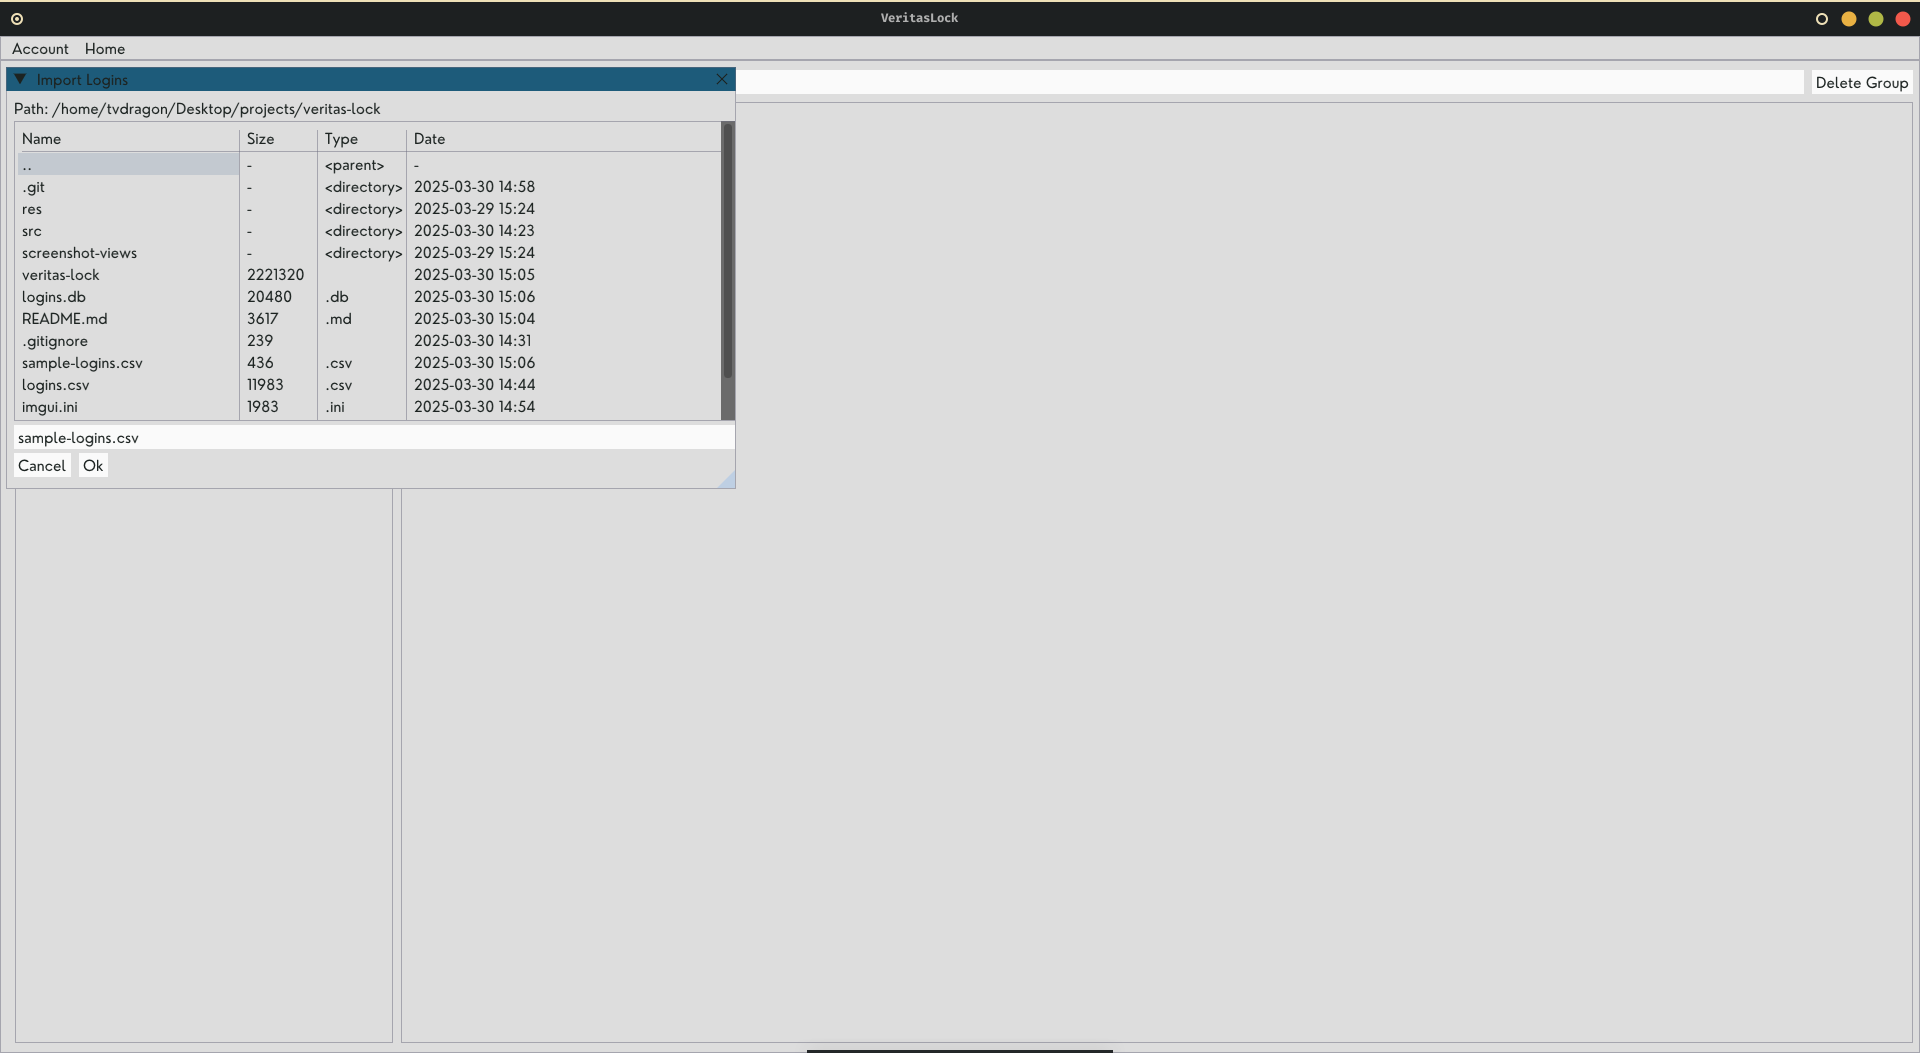 VeritasLock
Account Home
Import Logins
Delete Group
Path: /home/tvdragon/Desktop/projects/veritas-lock
Name Size Type Date
.. - <parent> -
.git - <directory> 2025-03-30 14:58
res - <directory> 2025-03-29 15:24
src - <directory> 2025-03-30 14:23
screenshot-views - <directory> 2025-03-29 15:24
veritas-lock 2221320 2025-03-30 15:05
logins.db 20480 .db 2025-03-30 15:06
README.md 3617 .md 2025-03-30 15:04
.gitignore 239 2025-03-30 14:31
sample-logins.csv 436 .csv 2025-03-30 15:06
logins.csv 11983 .csv 2025-03-30 14:44
imgui.ini 1983 .ini 2025-03-30 14:54
sample-logins.csv
Cancel Ok